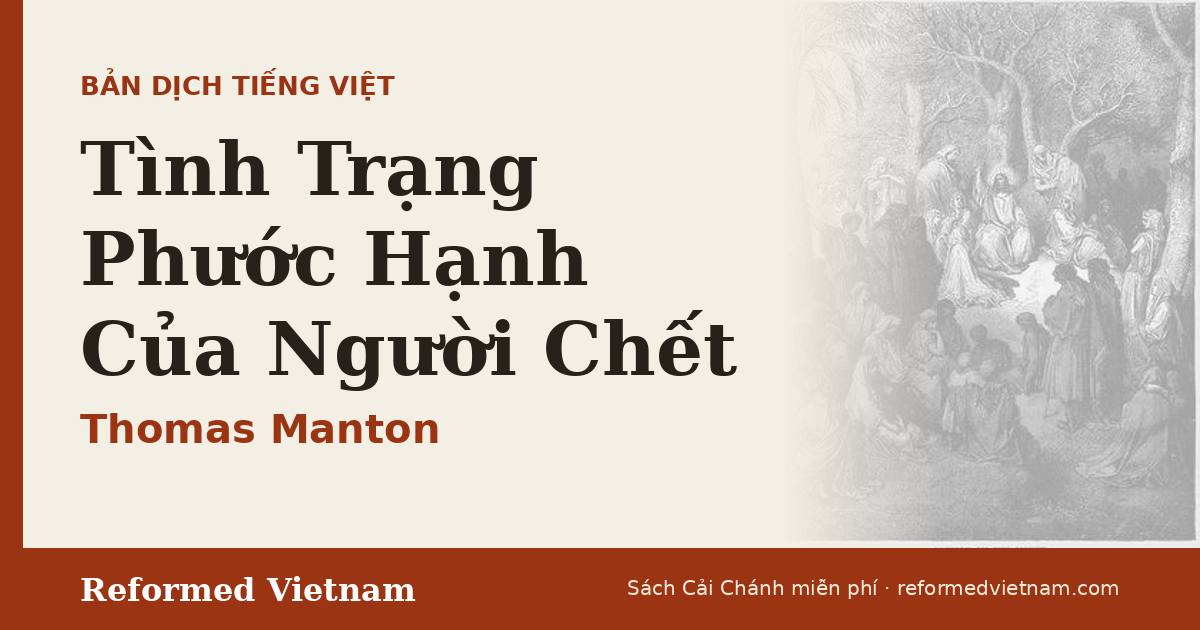 BẢN DỊCH TIẾNG VIỆT
Tình Trạng
Phước Hạnh
Của Người Chết
Thomas Manton
Reformed Vietnam
Sách Cải Chánh miễn phí · reformedvietnam.com